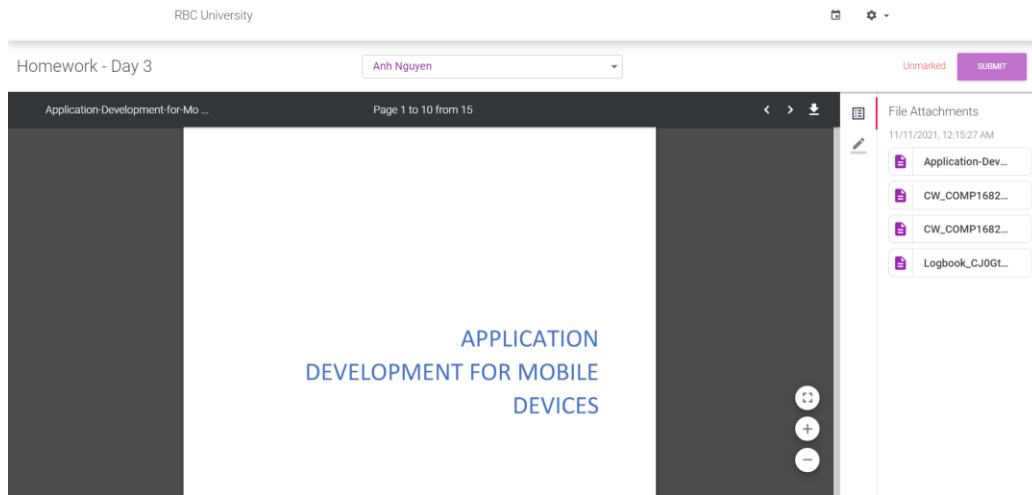 RBC University
Homework - Day 3
Anh Nguyen
Unmarked
SUBMIT
Application-Development-for-Mo ...
Page 1 to 10 from 15
File Attachments
11/11/2021, 12:15:27 AM
Application-Dev...
CW_COMP1682...
CW_COMP1682...
Logbook_CJ0Gt...
APPLICATION
DEVELOPMENT FOR MOBILE
DEVICES